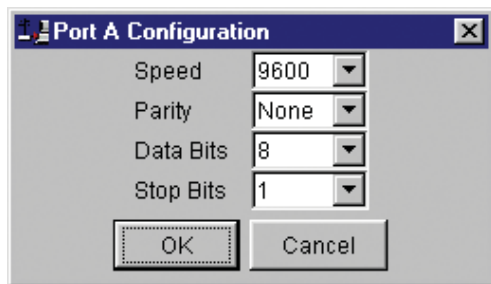 Port A Configuration
Speed 9600
Parity None
Data Bits 8
Stop Bits 1
OK Cancel